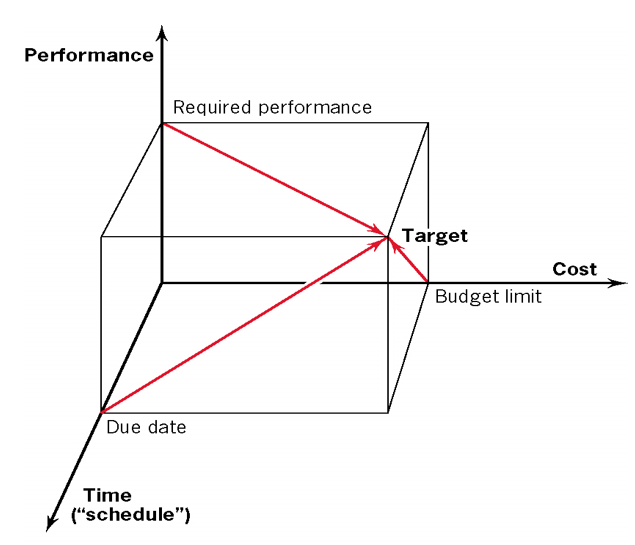 Performance
Required performance
Target
Cost
Budget limit
Due date
Time
(“schedule”)